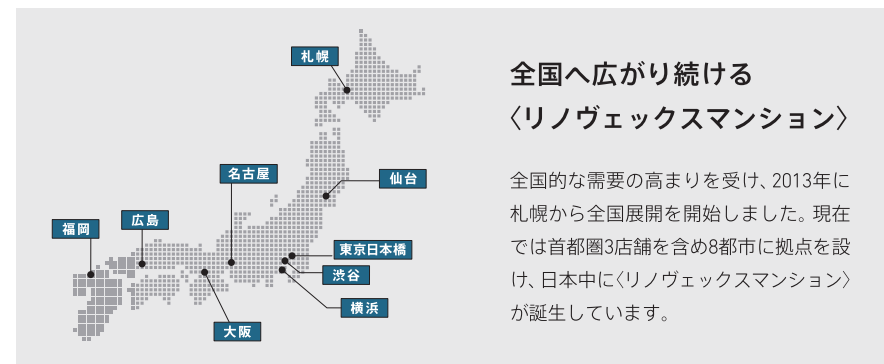 札幌
仙台
名古屋
広島
福岡
東京日本橋
渋谷
横浜
大阪
全国へ広がり続ける
〈リノヴェックスマンション〉
全国的な需要の高まりを受け、2013年に
札幌から全国展開を開始しました。現在
では首都圏3店舗を含め8都市に拠点を設
け、日本中に〈リノヴェックスマンション〉
が誕生しています。